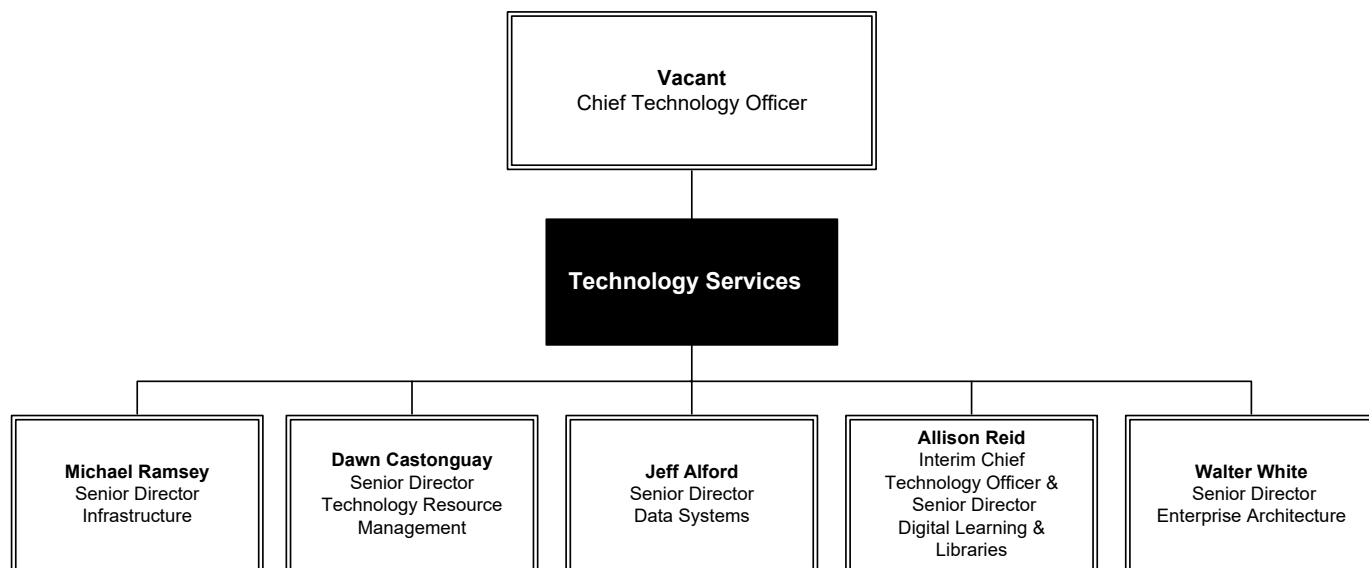 Vacant
Chief Technology Officer
Technology Services
Michael Ramsey
Senior Director
Infrastructure
Dawn Castonguay
Senior Director
Technology Resource
Management
Jeff Alford
Senior Director
Data Systems
Allison Reid
Interim Chief
Technology Officer &
Senior Director
Digital Learning &
Libraries
Walter White
Senior Director
Enterprise Architecture